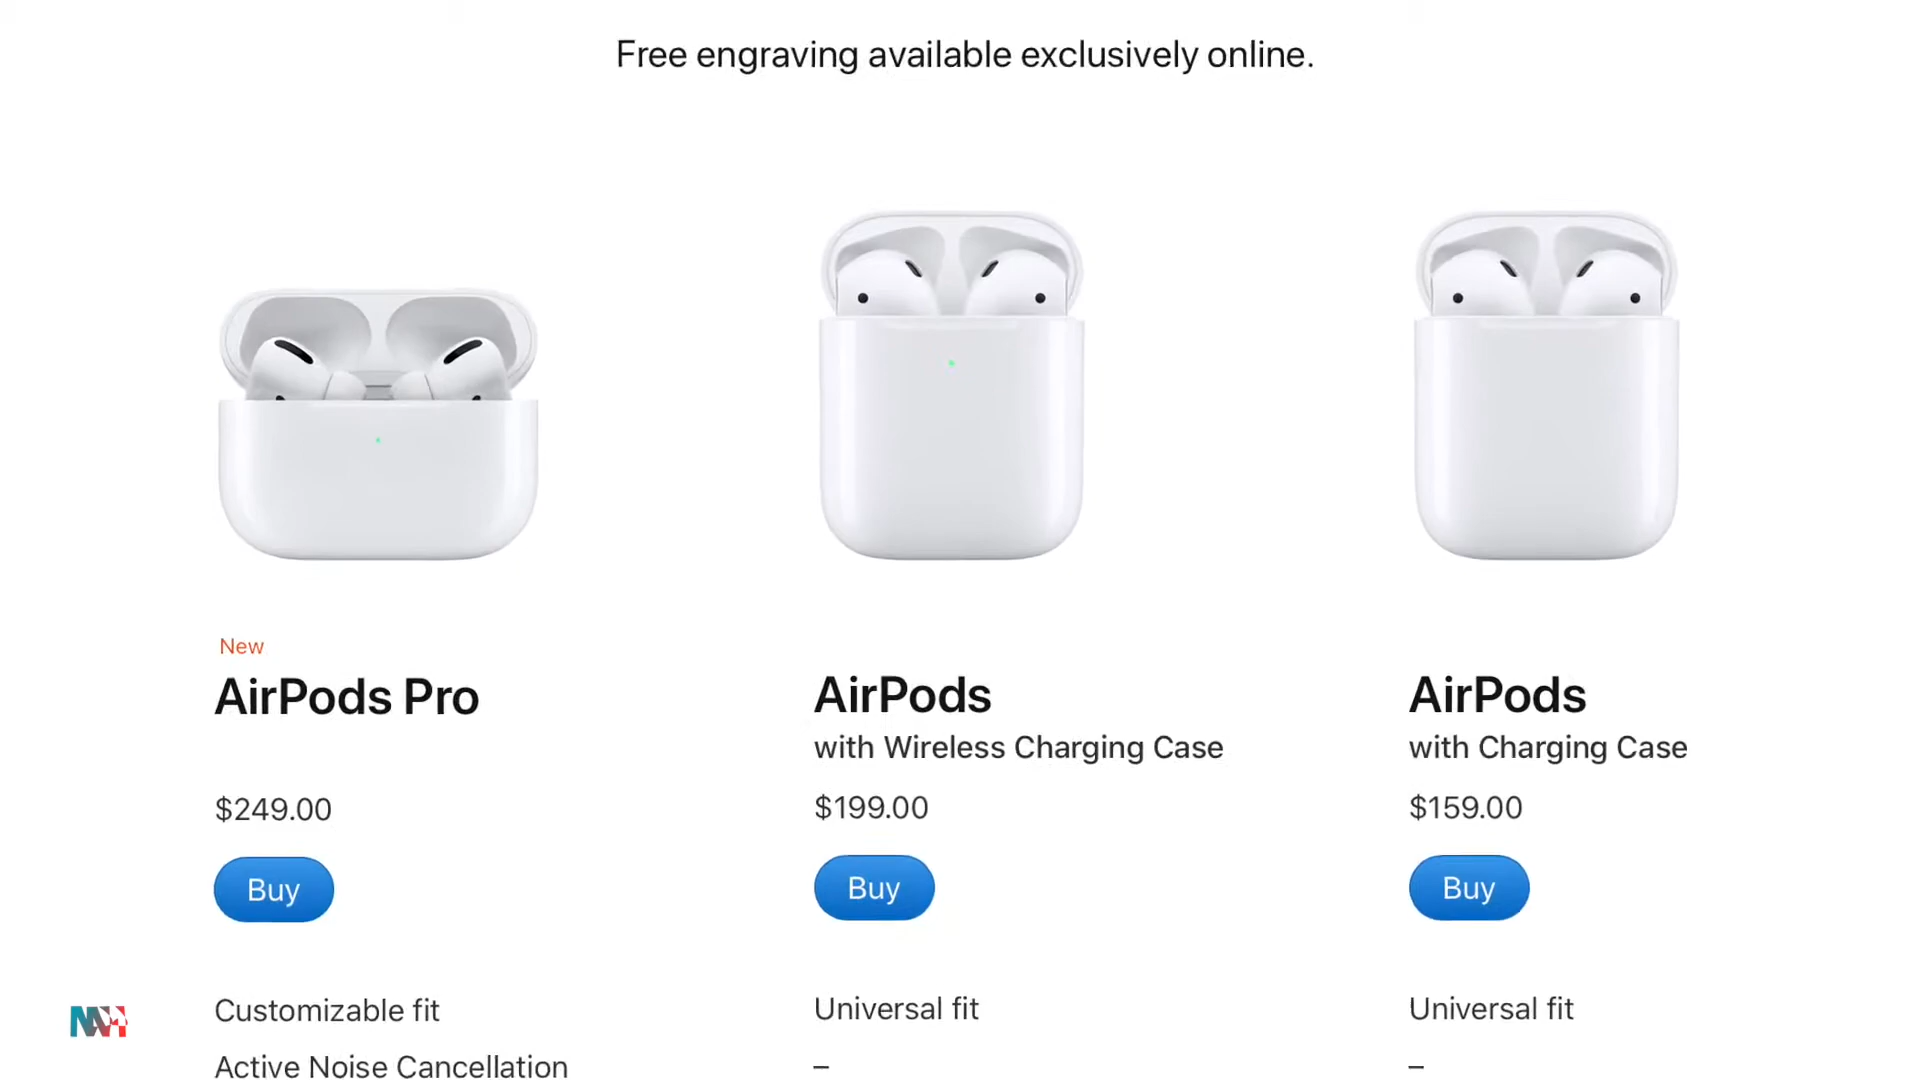 Free engraving available exclusively online.
New
AirPods Pro
$249.00
Buy
Customizable fit
Active Noise Cancellation
AirPods
with Wireless Charging Case
$199.00
Buy
Universal fit
–
AirPods
with Charging Case
$159.00
Buy
Universal fit
–